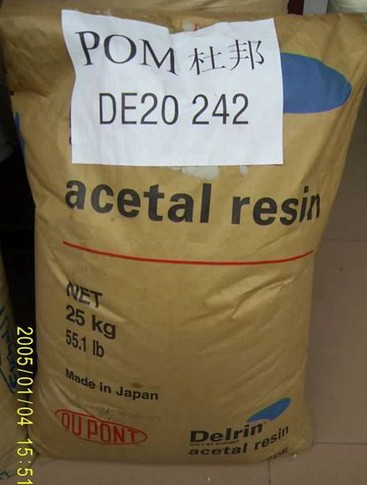 POM 杜邦
DE20 242
acetal resin
NET
25 kg
55.1 lb
Made in Japan
DU PONT
Delrin
acetal resin
2005/01/04 15:51